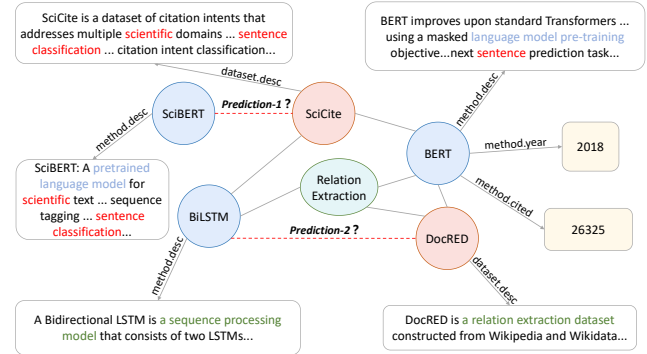 SciCite is a dataset of citation intents that
addresses multiple scientific domains ... sentence
classification ... citation intent classification...
BERT improves upon standard Transformers ...
using a masked language model pre-training
objective...next sentence prediction task...
dataset.desc
method.desc
SciBERT
Prediction-1 ?
SciCite
BERT
method.year
2018
method.desc
method.cited
SciBERT: A pretrained
language model for
scientific text ... sequence
tagging ... sentence
classification...
Relation
Extraction
BiLSTM
Prediction-2 ?
DocRED
26325
method.desc
dataset.desc
A Bidirectional LSTM is a sequence processing
model that consists of two LSTMs...
DocRED is a relation extraction dataset
constructed from Wikipedia and Wikidata...